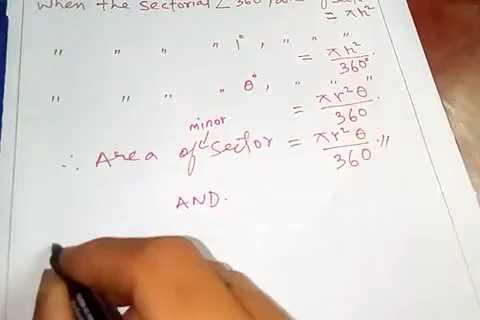 When the sectorial ∠ 360°,
= πr²
" " " " 1°, " " "
= πr²/360°.
" " " " θ°, " " "
= πr²θ/360.
minor
∴ Area of sector = πr²θ/360.//
AND.